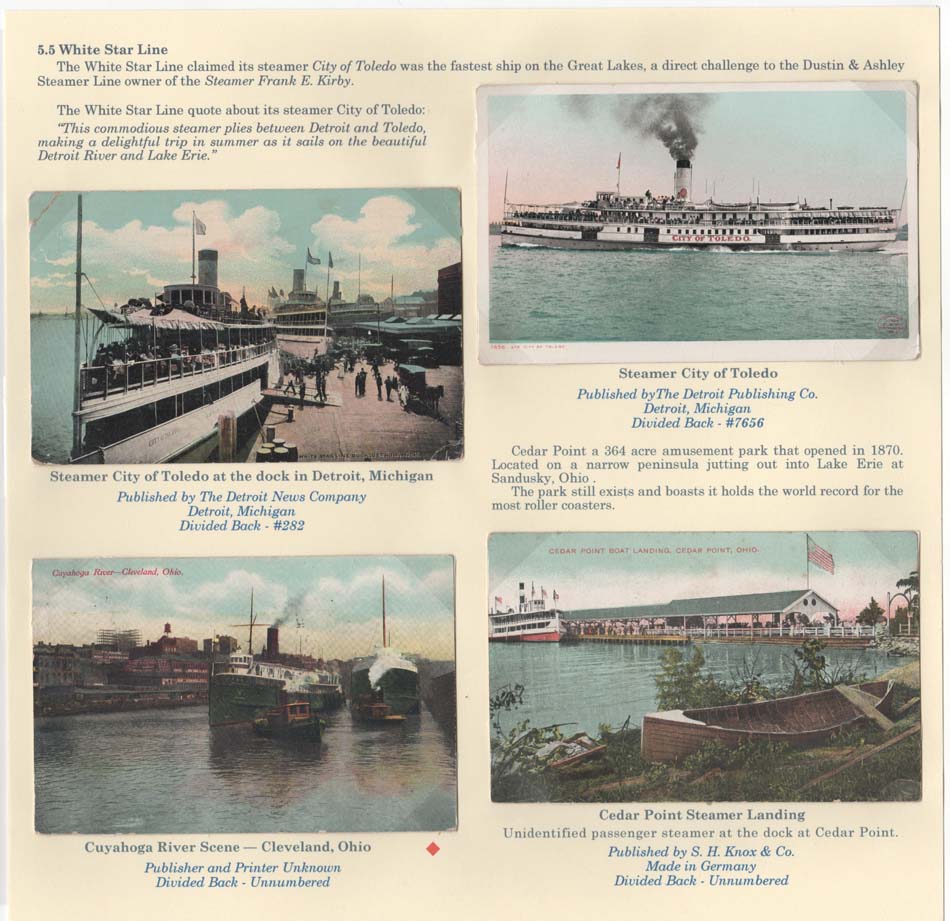 5.5 White Star Line
The White Star Line claimed its steamer City of Toledo was the fastest ship on the Great Lakes, a direct challenge to the Dustin & Ashley
Steamer Line owner of the Steamer Frank E. Kirby.
The White Star Line quote about its steamer City of Toledo:
“This commodious steamer plies between Detroit and Toledo,
making a delightful trip in summer as it sails on the beautiful
Detroit River and Lake Erie.”
CITY OF TOLEDO.
7656. STR. CITY OF TOLEDO
Steamer City of Toledo
Published byThe Detroit Publishing Co.
Detroit, Michigan
Divided Back - #7656
Steamer City of Toledo at the dock in Detroit, Michigan
Published by The Detroit News Company
Detroit, Michigan
Divided Back - #282
Cedar Point a 364 acre amusement park that opened in 1870.
Located on a narrow peninsula jutting out into Lake Erie at
Sandusky, Ohio .
The park still exists and boasts it holds the world record for the
most roller coasters.
Cuyahoga River—Cleveland, Ohio.
Cuyahoga River Scene — Cleveland, Ohio
Publisher and Printer Unknown
Divided Back - Unnumbered
CEDAR POINT BOAT LANDING, CEDAR POINT, OHIO-
Cedar Point Steamer Landing
Unidentified passenger steamer at the dock at Cedar Point.
Published by S. H. Knox & Co.
Made in Germany
Divided Back - Unnumbered